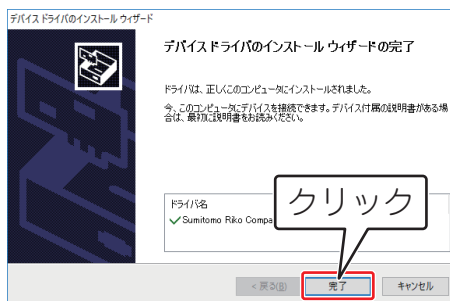 デバイス ドライバのインストール ウィザード
デバイス ドライバのインストール ウィザードの完了
ドライバは、正しくこのコンピュータにインストールされました。
今、このコンピュータにデバイスを接続できます。デバイス付属の説明書がある場
合は、最初に説明書をお読みください。
ドライバ名
Sumitomo Riko Compa
クリック
< 戻る(B)
完了
キャンセル